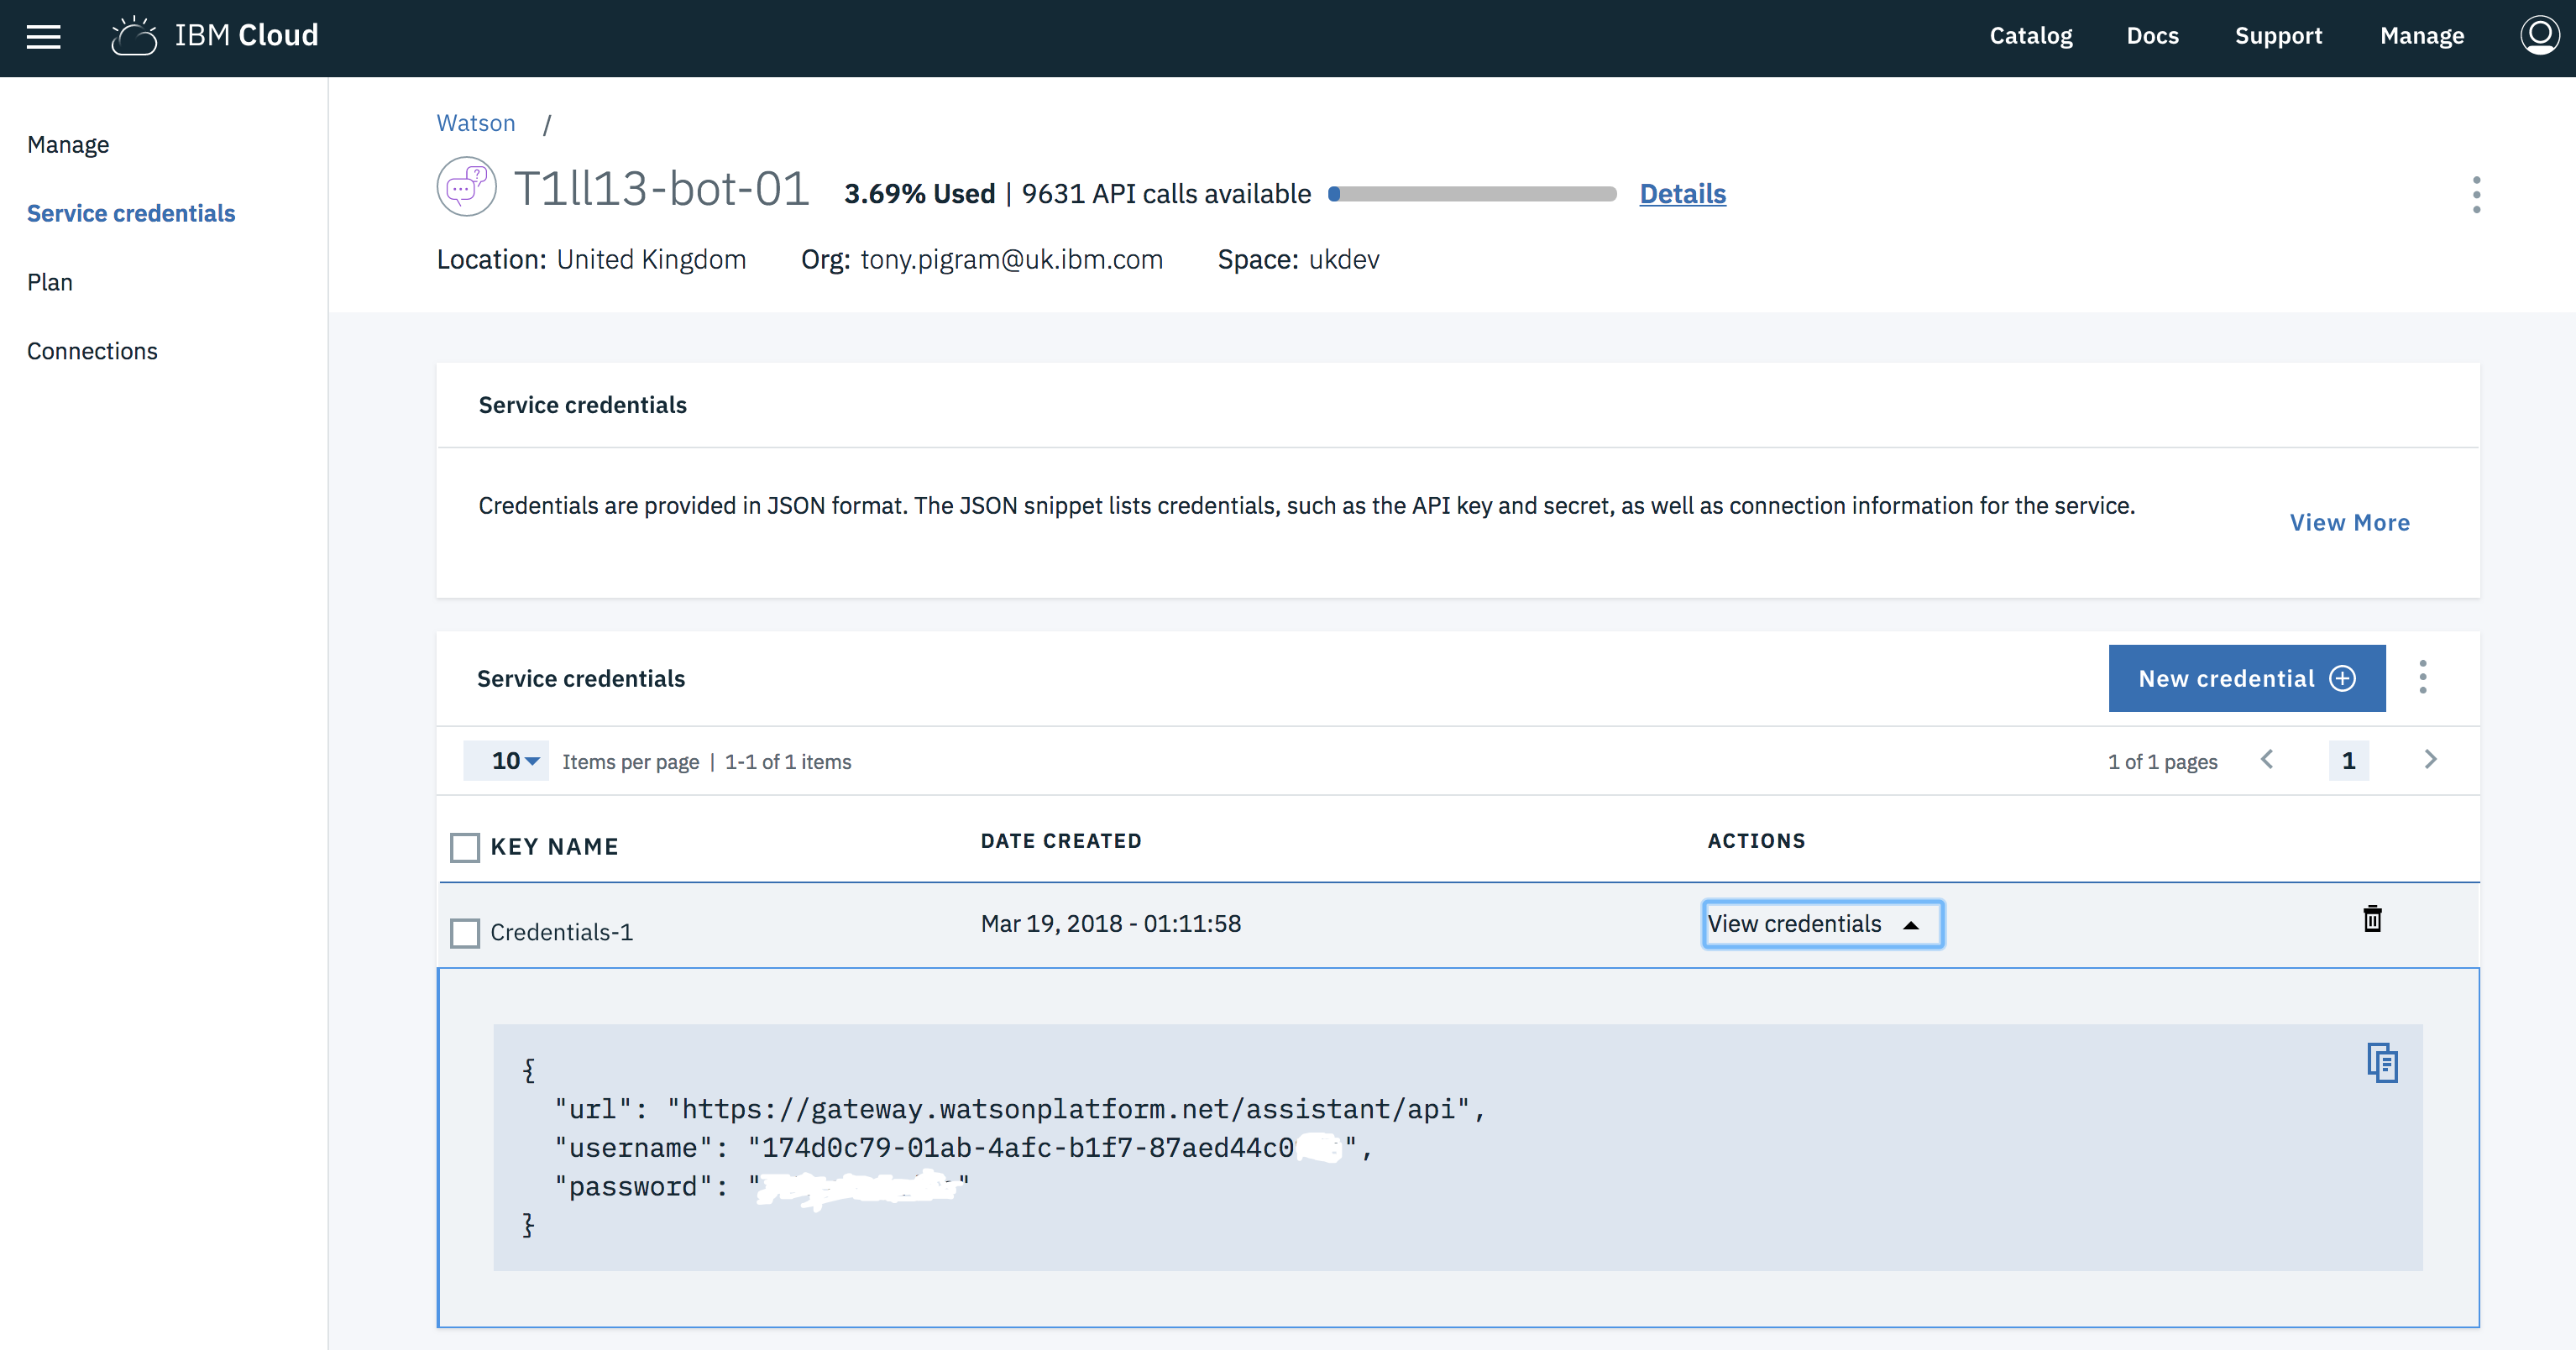 IBM Cloud
Catalog Docs Support Manage
Manage
Service credentials
Plan
Connections
Watson /
T1ll13-bot-01 3.69% Used | 9631 API calls available Details
Location: United Kingdom Org: tony.pigram@uk.ibm.com Space: ukdev
Service credentials
Credentials are provided in JSON format. The JSON snippet lists credentials, such as the API key and secret, as well as connection information for the service.
View More
Service credentials
New credential
10 Items per page | 1-1 of 1 items
1 of 1 pages 1
KEY NAME DATE CREATED ACTIONS
Credentials-1 Mar 19, 2018 - 01:11:58 View credentials
{
"url": "https://gateway.watsonplatform.net/assistant/api",
"username": "174d0c79-01ab-4afc-b1f7-87aed44c0 ",
"password": " "
}